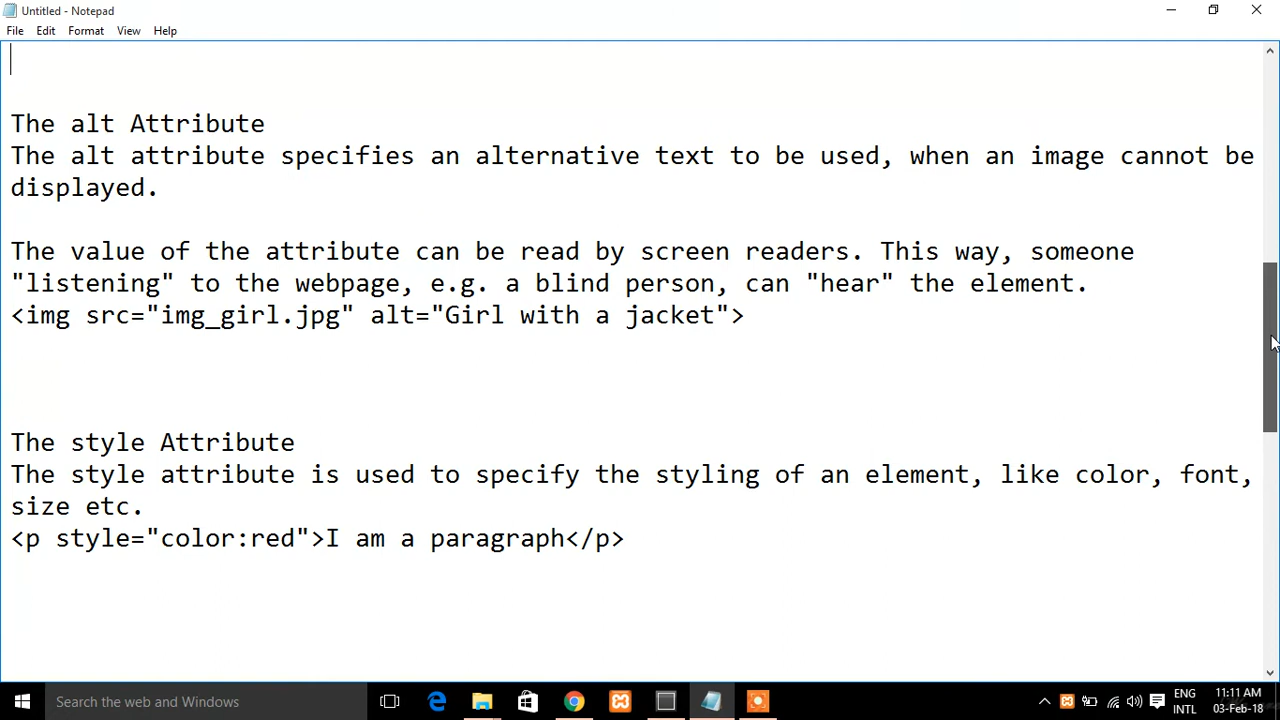 Untitled - Notepad
File Edit Format View Help
The alt Attribute
The alt attribute specifies an alternative text to be used, when an image cannot be
displayed.
The value of the attribute can be read by screen readers. This way, someone
"listening" to the webpage, e.g. a blind person, can "hear" the element.
<img src="img_girl.jpg" alt="Girl with a jacket">
The style Attribute
The style attribute is used to specify the styling of an element, like color, font,
size etc.
<p style="color:red">I am a paragraph</p>
Search the web and Windows
ENG
INTL
11:11 AM
03-Feb-18